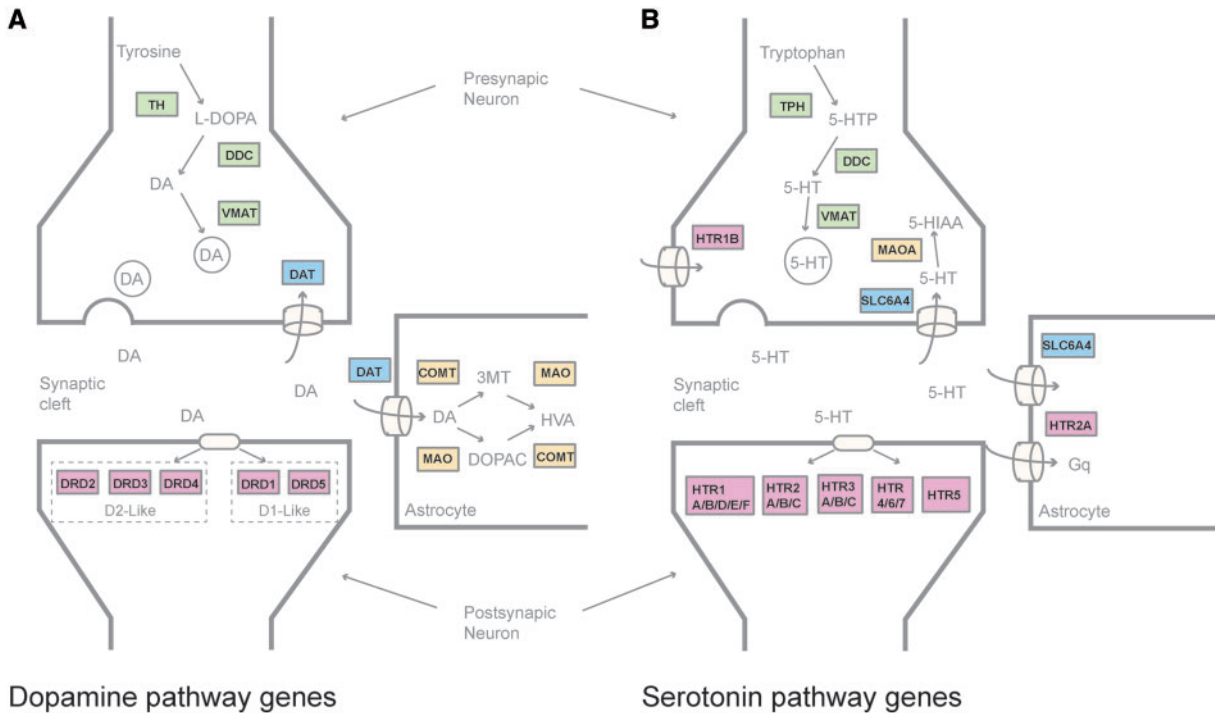 A
Tyrosine
TH
L-DOPA
DDC
DA
VMAT
DA
DA
DAT
DA
Synaptic
cleft
DA
DA
DAT
COMT
3MT
MAO
DA
HVA
MAO
DOPAC
COMT
Astrocyte
DRD2
DRD3
DRD4
DRD1
DRD5
D2-Like
D1-Like
Presynapic
Neuron
Postsynapic
Neuron
Dopamine pathway genes
B
Tryptophan
TPH
5-HTP
DDC
5-HT
VMAT
5-HIAA
HTR1B
MAOA
5-HT
5-HT
SLC6A4
5-HT
Synaptic
cleft
5-HT
5-HT
SLC6A4
HTR2A
Gq
Astrocyte
HTR1
A/B/D/E/F
HTR2
A/B/C
HTR3
A/B/C
HTR
4/6/7
HTR5
Serotonin pathway genes